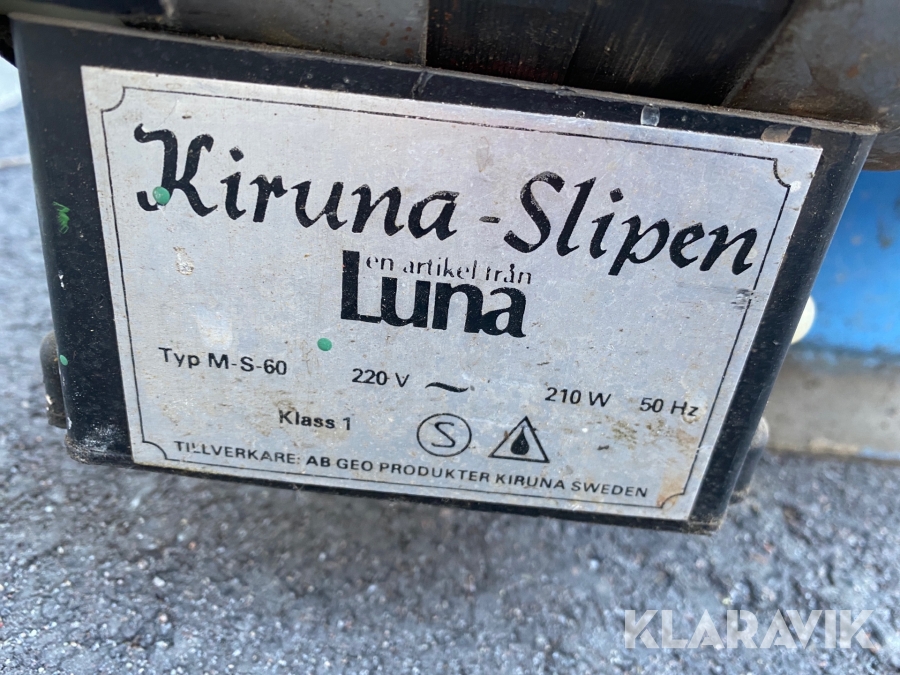 Kiruna-Slipen
en artikel från
Luna
Typ M-S-60 220 V ~ 210 W 50 Hz
Klass 1 S
TILLVERKARE: AB GEO PRODUKTER KIRUNA SWEDEN
KLARAVIK